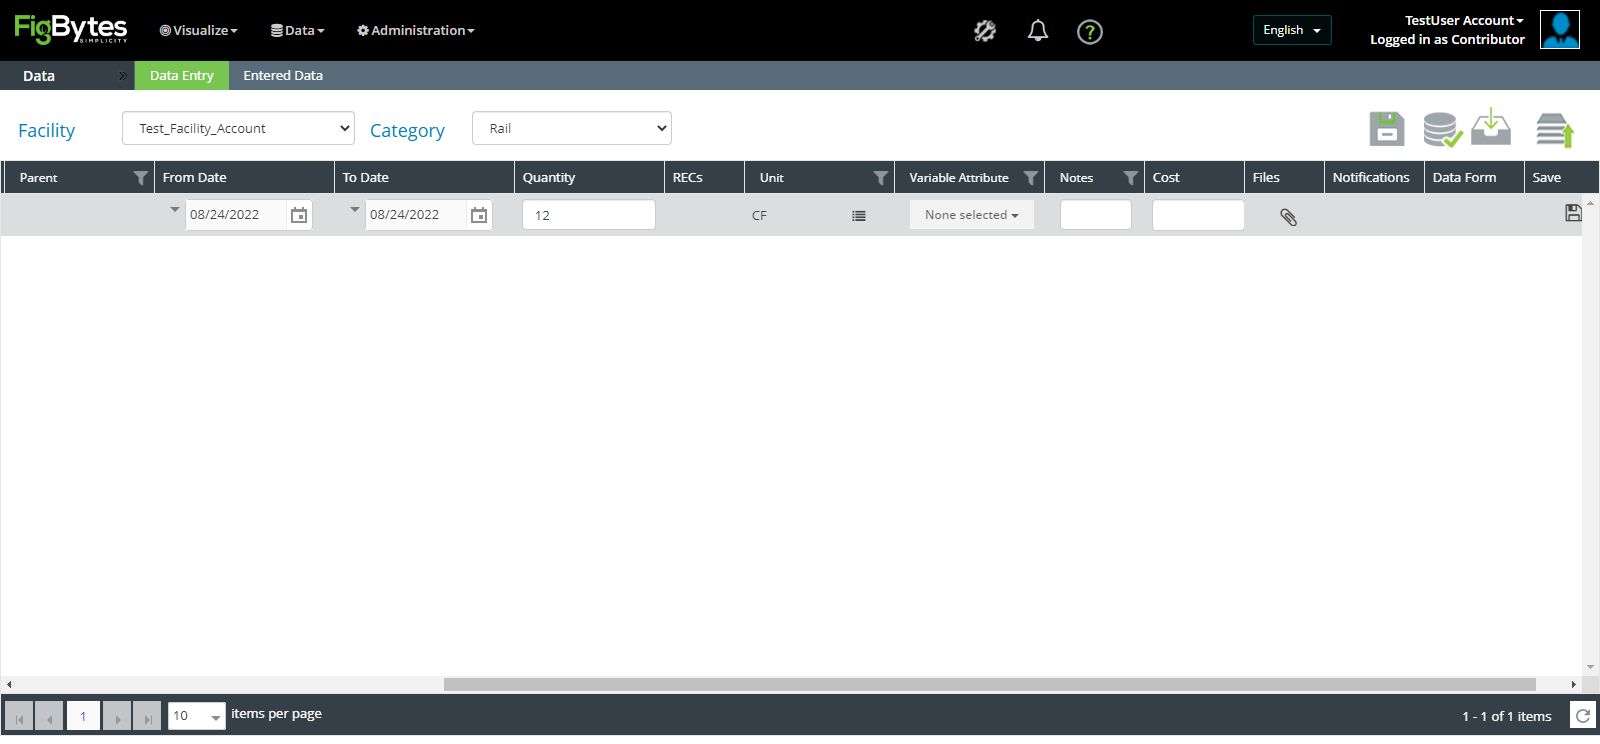 FigBytes
SIMPLICITY
Visualize
Data
Administration
?
English
TestUser Account
Logged in as Contributor
Data
Data Entry
Entered Data
Facility
Test_Facility_Account
Category
Rail
Parent
From Date
To Date
Quantity
RECs
Unit
Variable Attribute
Notes
Cost
Files
Notifications
Data Form
Save
08/24/2022
08/24/2022
12
CF
None selected
1
10
items per page
1 - 1 of 1 items